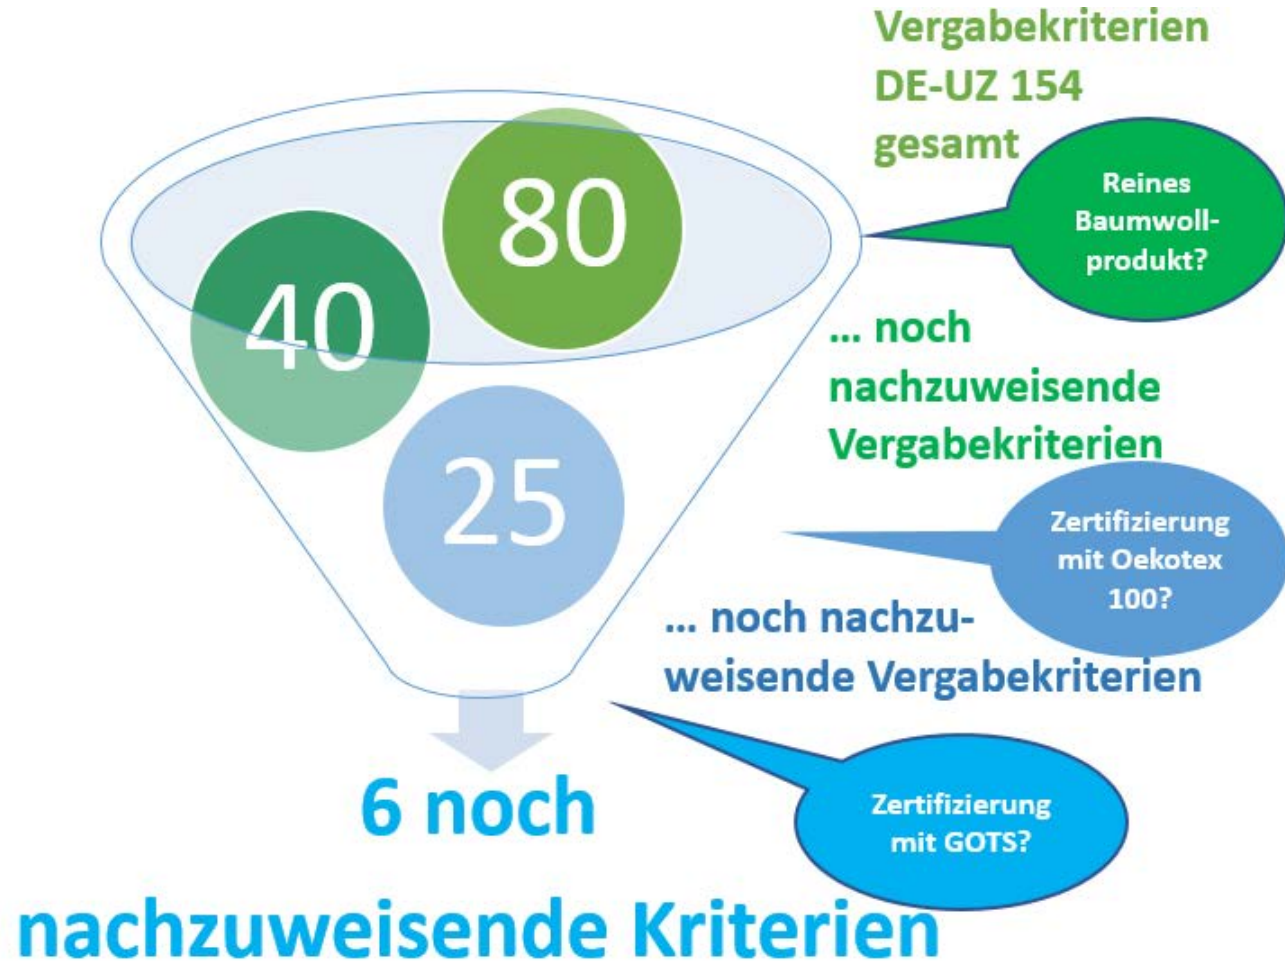 Vergabekriterien
DE-UZ 154
gesamt
80
Reines
Baumwoll-
produkt?
40
... noch
nachzuweisende
Vergabekriterien
25
Zertifizierung
mit Oekotex
100?
... noch nachzu-
weisende Vergabekriterien
Zertifizierung
mit GOTS?
6 noch
nachzuweisende Kriterien